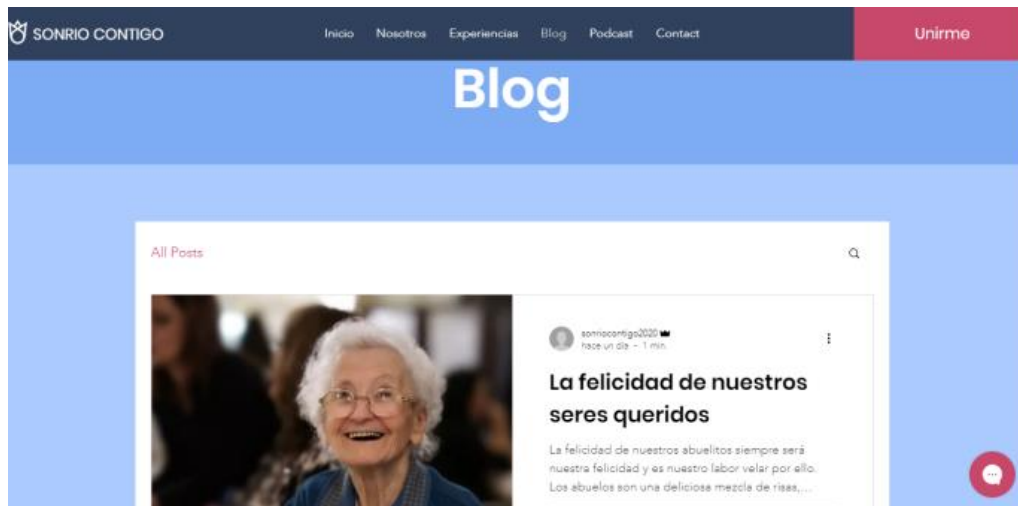 SONRIO CONTIGO
Inicio Nosotros Experiencias Blog Podcast Contact
Unirme
Blog
All Posts
sonriocontigo2020
hace un día - 1 min.
La felicidad de nuestros
seres queridos
La felicidad de nuestros abuelitos siempre será
nuestra felicidad y es nuestro labor velar por ello.
Los abuelos son una deliciosa mezcla de risas,...